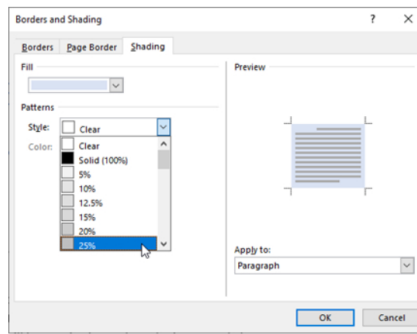 Borders and Shading ? ×
Borders Page Border Shading
Fill
Preview
Patterns
Style: Clear
Color: Clear
Solid (100%)
5%
10%
12.5%
15%
20%
25%
Apply to:
Paragraph
OK Cancel